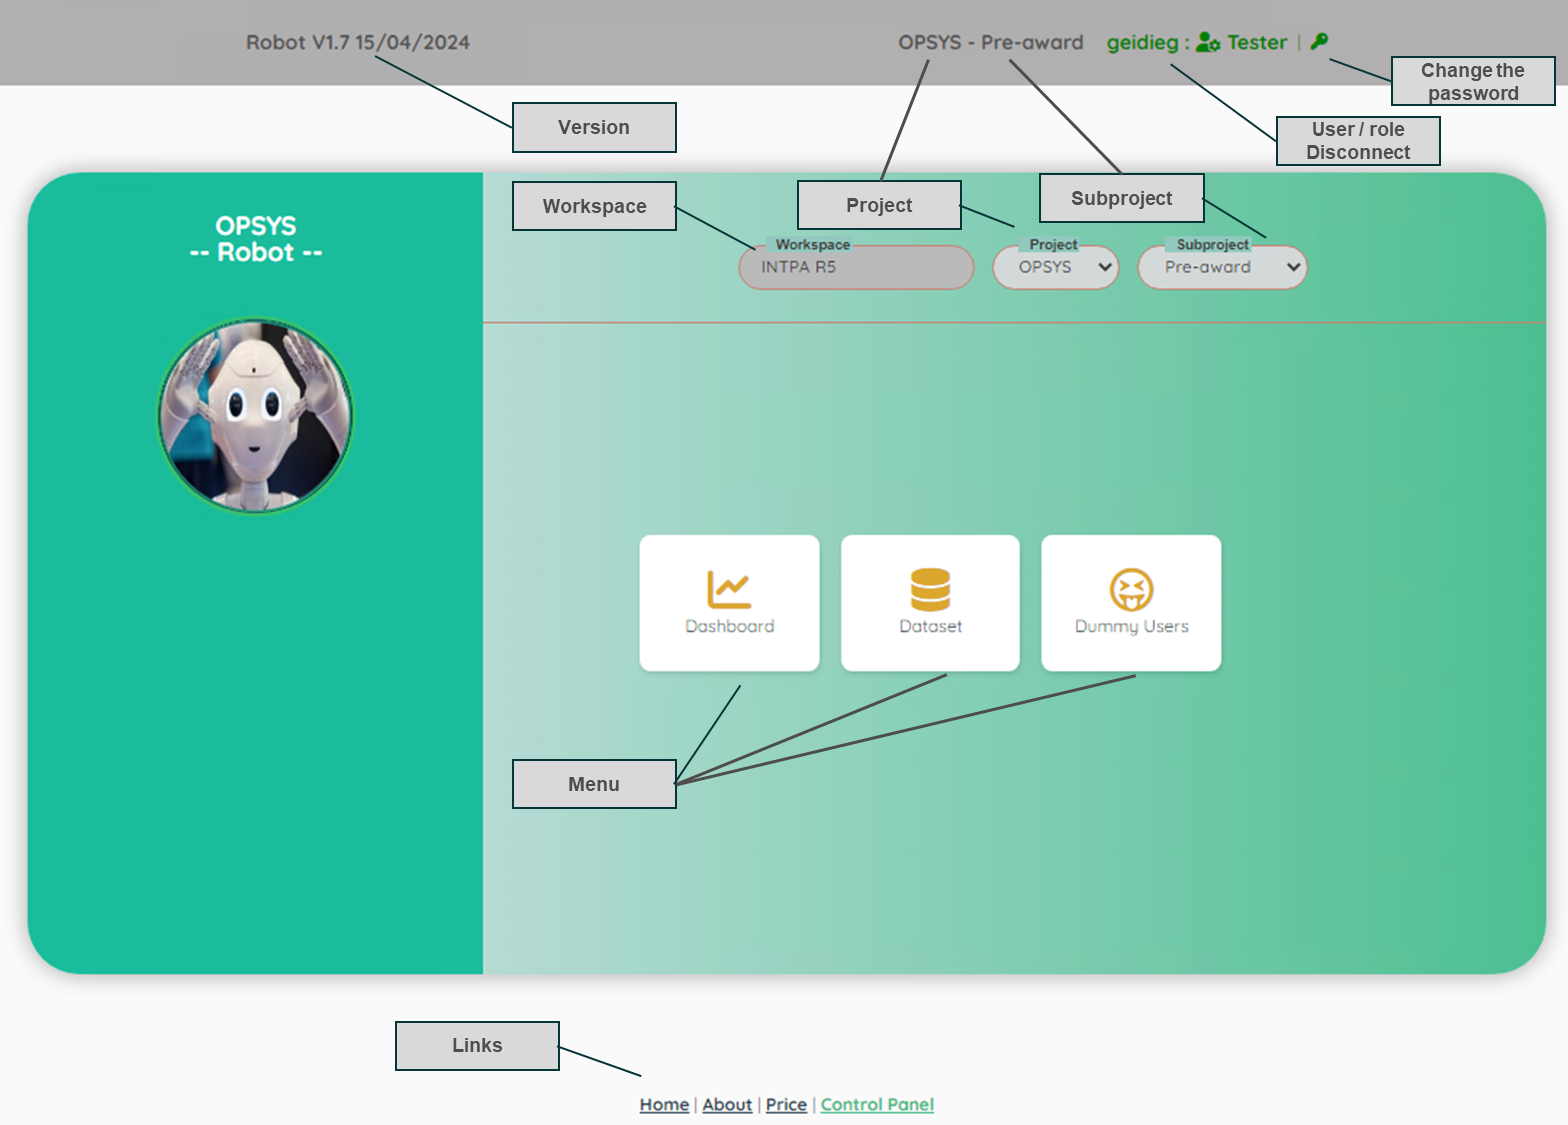 Robot V1.7 15/04/2024
OPSYS - Pre-award geidieg : Tester |
Change the
password
Version
User / role
Disconnect
Workspace
Project
Subproject
OPSYS
-- Robot --
Workspace Project Subproject
INTPA R5 OPSYS Pre-award
Dashboard Dataset Dummy Users
Menu
Links
Home | About | Price | Control Panel